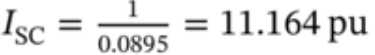 I_SC = 1/0.0895 = 11.164 pu